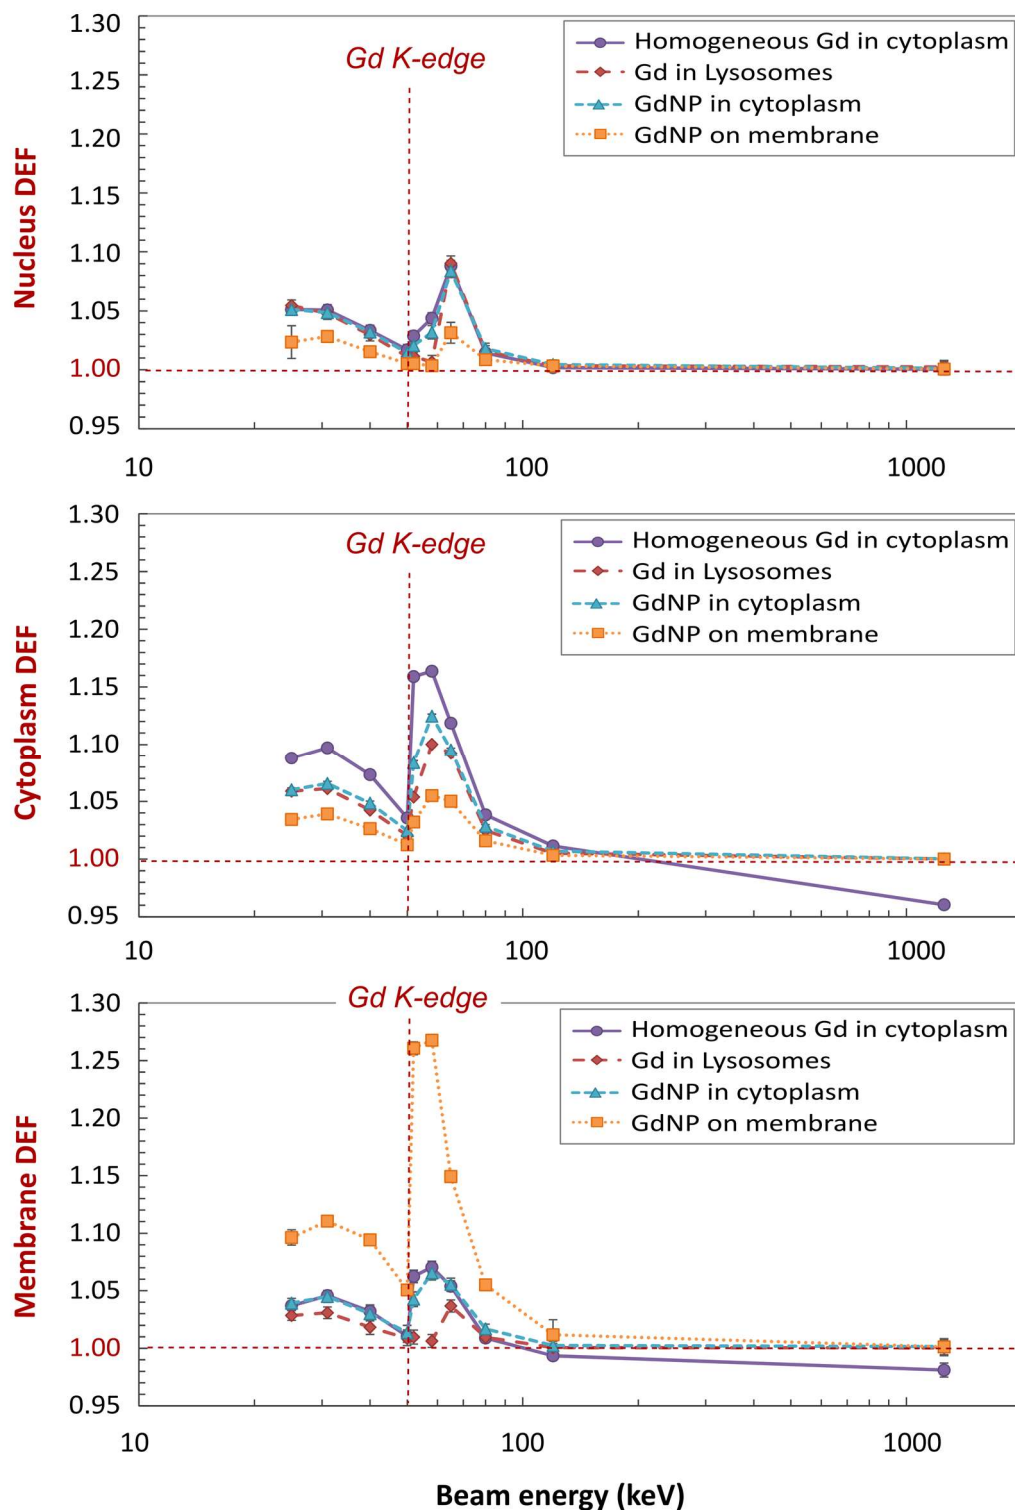 1.30
1.25
1.20
1.15
1.10
1.05
1.00
0.95
Nucleus DEF
Gd K-edge
Homogeneous Gd in cytoplasm
Gd in Lysosomes
GdNP in cytoplasm
GdNP on membrane
10
100
1000
1.30
1.25
1.20
1.15
1.10
1.05
1.00
0.95
Cytoplasm DEF
Gd K-edge
Homogeneous Gd in cytoplasm
Gd in Lysosomes
GdNP in cytoplasm
GdNP on membrane
10
100
1000
1.30
1.25
1.20
1.15
1.10
1.05
1.00
0.95
Membrane DEF
Gd K-edge
Homogeneous Gd in cytoplasm
Gd in Lysosomes
GdNP in cytoplasm
GdNP on membrane
10
100
1000
Beam energy (keV)